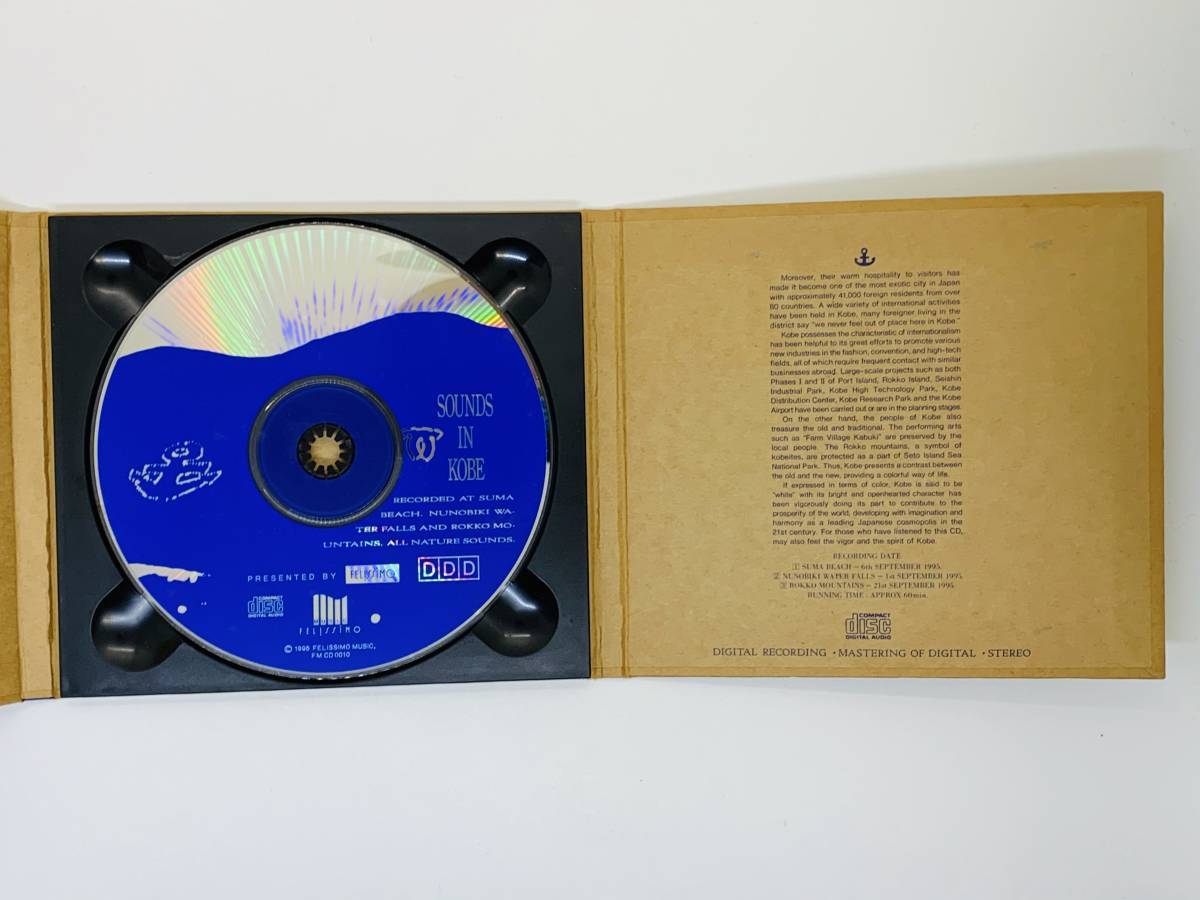 SOUNDS
IN
KOBE
RECORDED AT SUMA
BEACH, NUNOBIKI WA-
TER FALLS AND ROKKO MO-
UNTAINS, ALL NATURE SOUNDS.
PRESENTED BY FELISSIMO DDD
COMPACT
disc
DIGITAL AUDIO
FELISSIMO
© 1995 FELISSIMO MUSIC,
FM CD 0010
Moreover, their warm hospitality to visitors has
made it become one of the most exotic city in Japan
with approximately 41,000 foreign residents from over
80 countries. A wide variety of international activities
have been held in Kobe, many foreigner living in the
district say "we never feel out of place here in Kobe."
Kobe possesses the characteristic of internationalism
has been helpful to its great efforts to promote various
new industries in the fashion, convention, and high-tech
fields, all of which require frequent contact with similar
businesses abroad. Large-scale projects such as both
Phases I and II of Port Island, Rokko Island, Seishin
Industrial Park, Kobe High Technology Park, Kobe
Distribution Center, Kobe Research Park and the Kobe
Airport have been carried out or are in the planning stages.
On the other hand, the people of Kobe also
treasure the old and traditional. The performing arts
such as "Farm Village Kabuki" are preserved by the
local people. The Rokko mountains, a symbol of
kobeites, are protected as a part of Seto Island Sea
National Park. Thus, Kobe presents a contrast between
the old and the new, providing a colorful way of life.
If expressed in terms of color, Kobe is said to be
"white" with its bright and openhearted character has
been vigorously doing its part to contribute to the
prosperity of the world, developing with imagination and
harmony as a leading Japanese cosmopolis in the
21st century. For those who have listened to this CD,
may also feel the vigor and the spirit of Kobe.
RECORDING DATE
1 SUMA BEACH – 6th SEPTEMBER 1995.
2 NUNOBIKI WATER FALLS – 1st SEPTEMBER 1995.
3 ROKKO MOUNTAINS – 21st SEPTEMBER 1995.
RUNNING TIME : APPROX 60min.
COMPACT
disc
DIGITAL AUDIO
DIGITAL RECORDING • MASTERING OF DIGITAL • STEREO